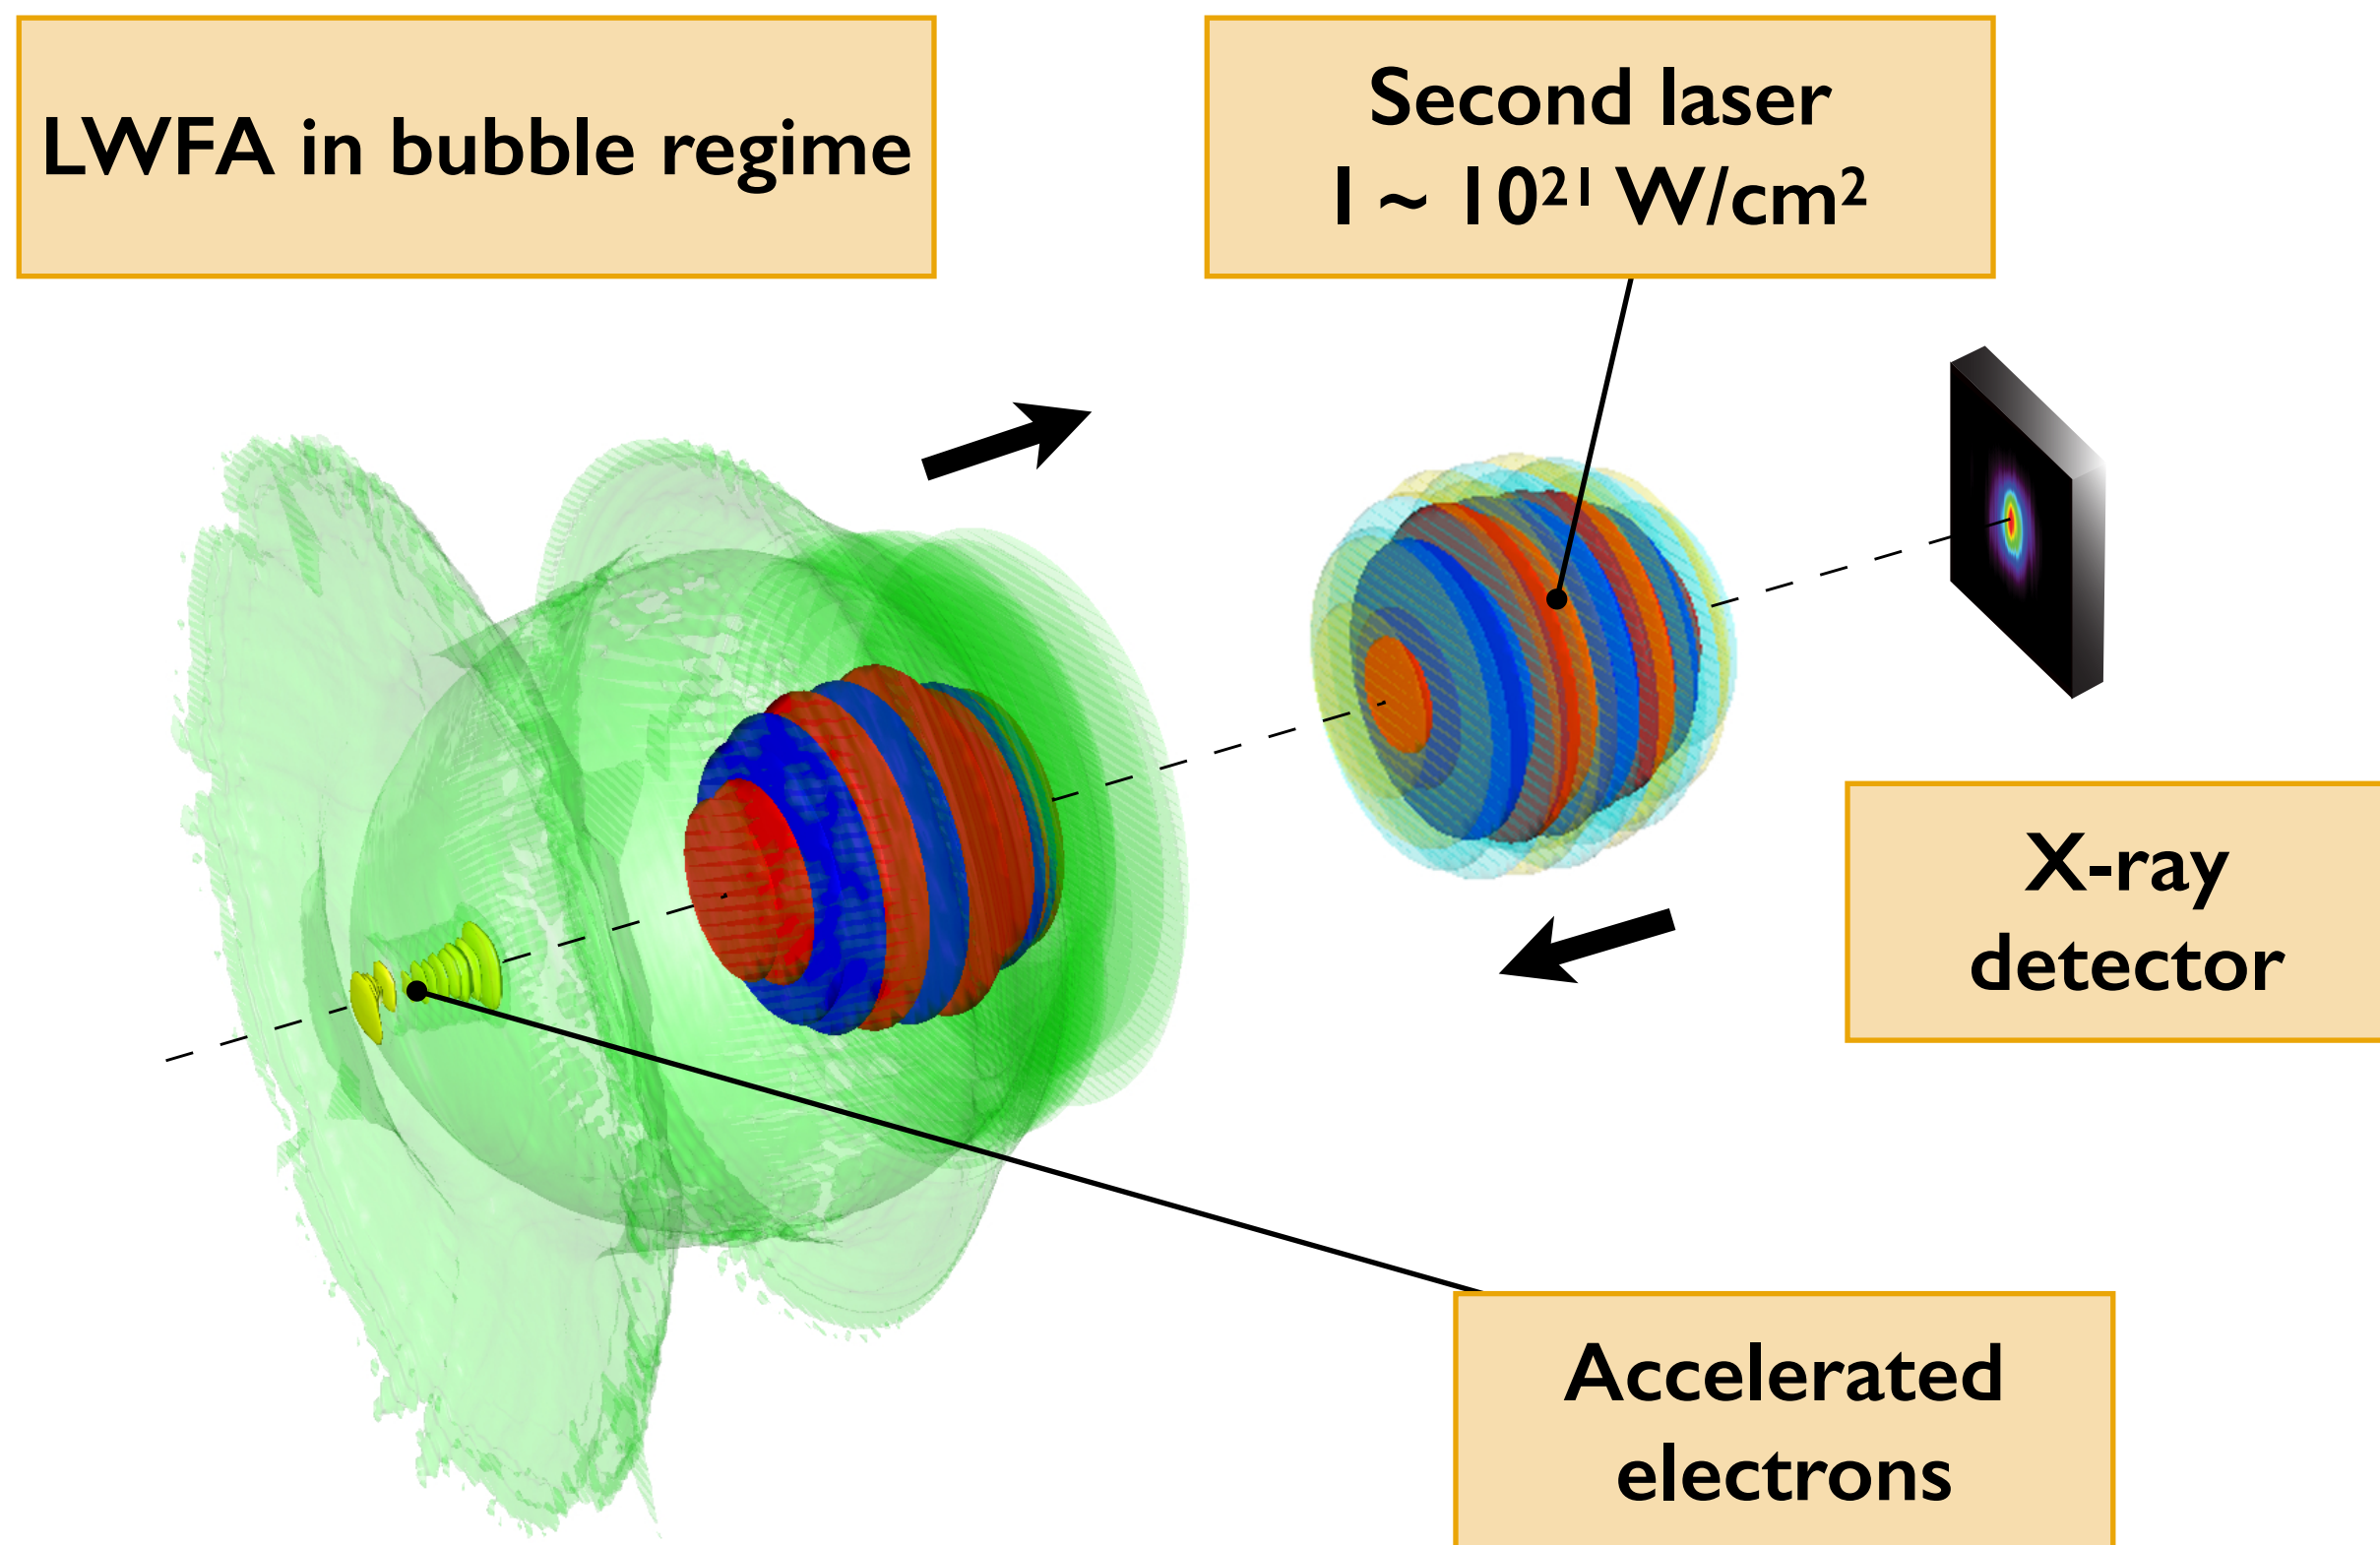 LWFA in bubble regime
Second laser
I ~ 10²¹ W/cm²
X-ray
detector
Accelerated
electrons